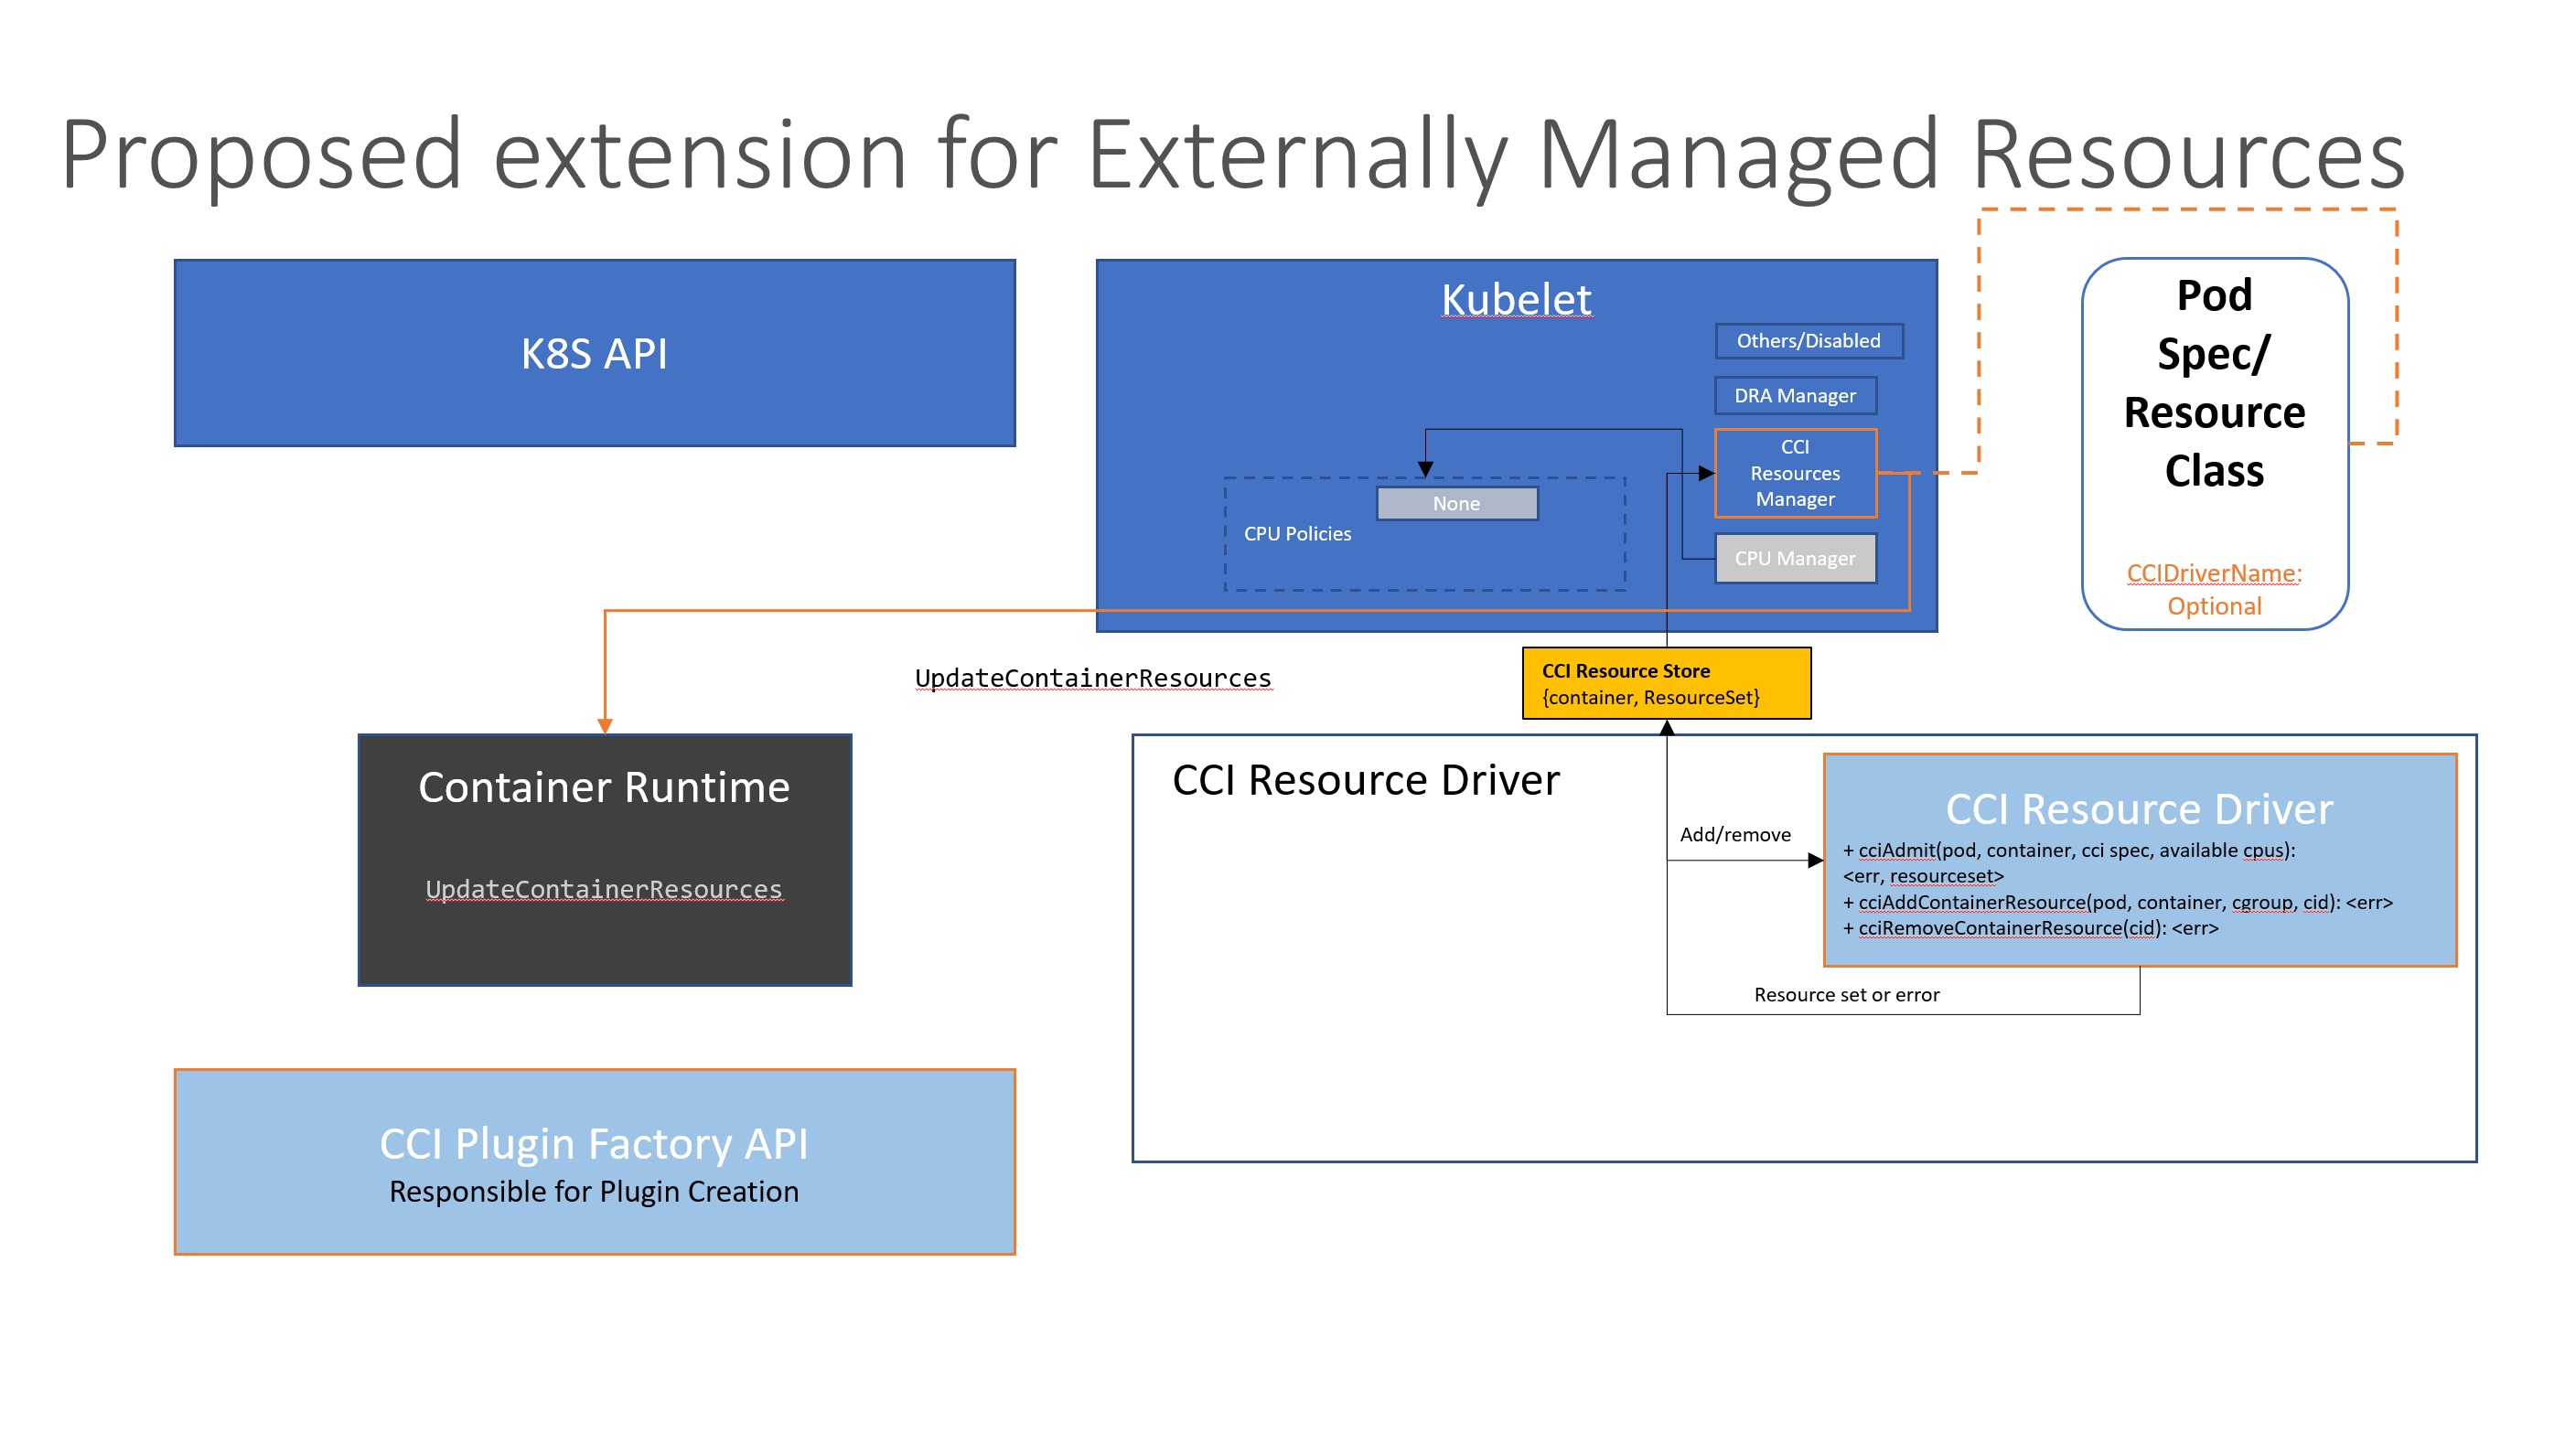 Proposed extension for Externally Managed Resources
K8S API
Kubelet
Others/Disabled
DRA Manager
CCI
Resources
Manager
CPU Manager
None
CPU Policies
Pod
Spec/
Resource
Class
CCIDriverName:
Optional
UpdateContainerResources
CCI Resource Store
{container, ResourceSet}
Container Runtime
UpdateContainerResources
CCI Resource Driver
Add/remove
CCI Resource Driver
+ cciAdmit(pod, container, cci spec, available cpus):
<err, resourceset>
+ cciAddContainerResource(pod, container, cgroup, cid): <err>
+ cciRemoveContainerResource(cid): <err>
Resource set or error
CCI Plugin Factory API
Responsible for Plugin Creation